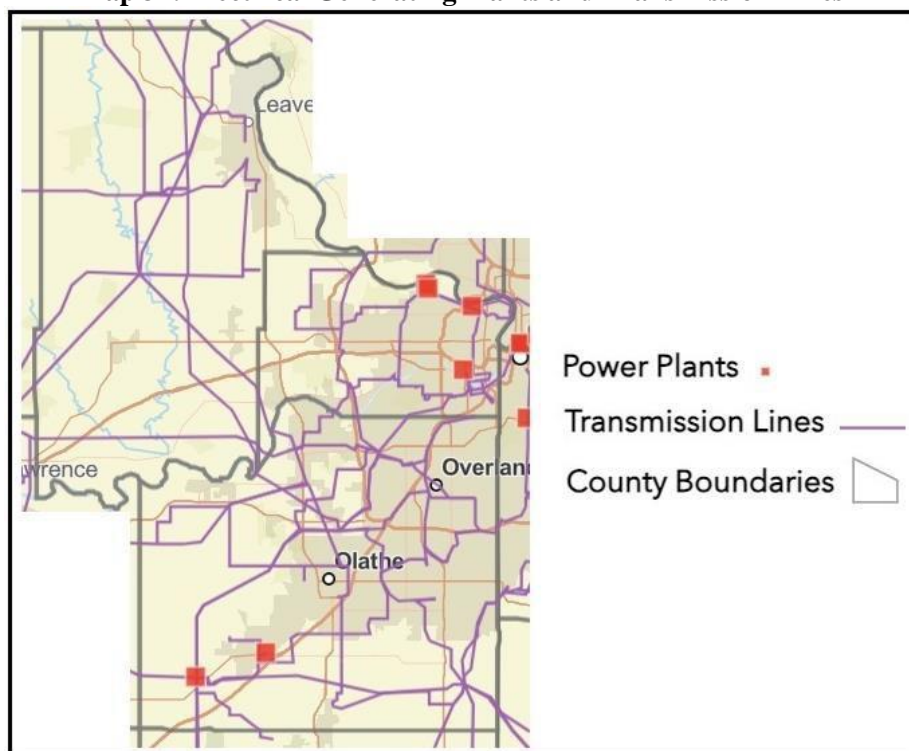 Leave
Power Plants
Transmission Lines
County Boundaries
wrence
Overlan
Olathe